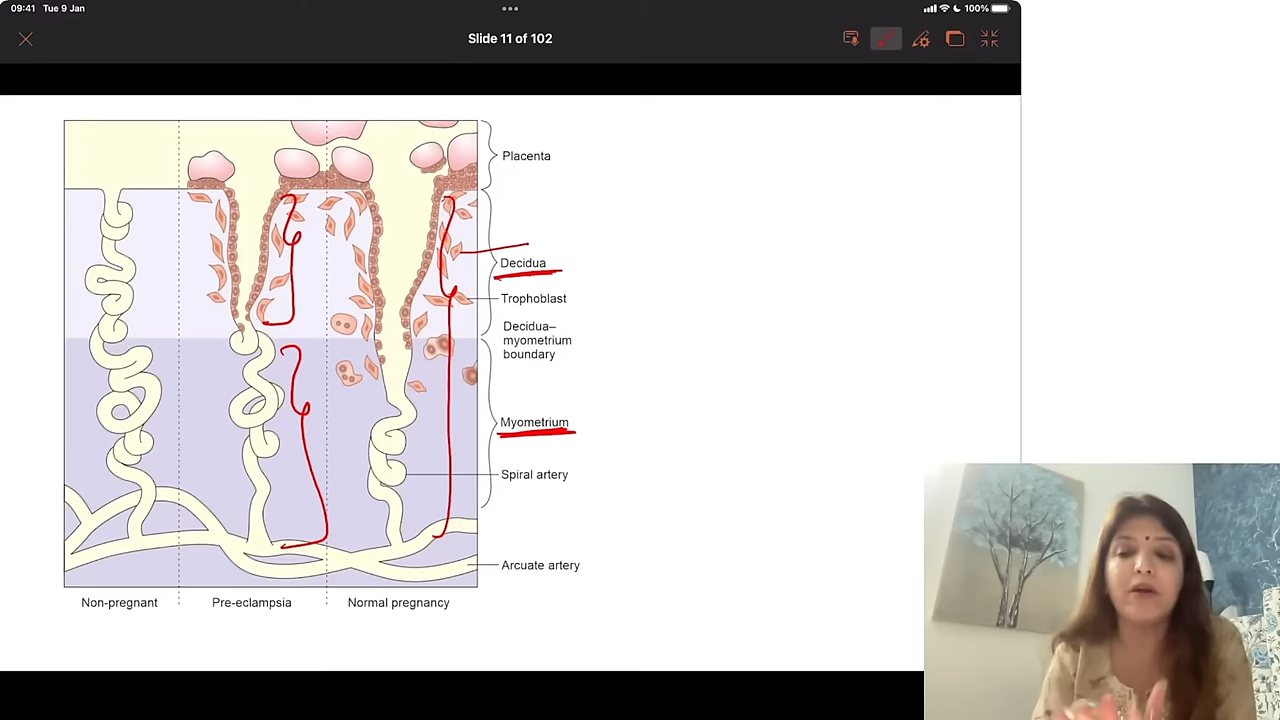 09:41 Tue 9 Jan
100%
Slide 11 of 102
Placenta
Decidua
Trophoblast
Decidua–
myometrium
boundary
Myometrium
Spiral artery
Arcuate artery
Non-pregnant
Pre-eclampsia
Normal pregnancy